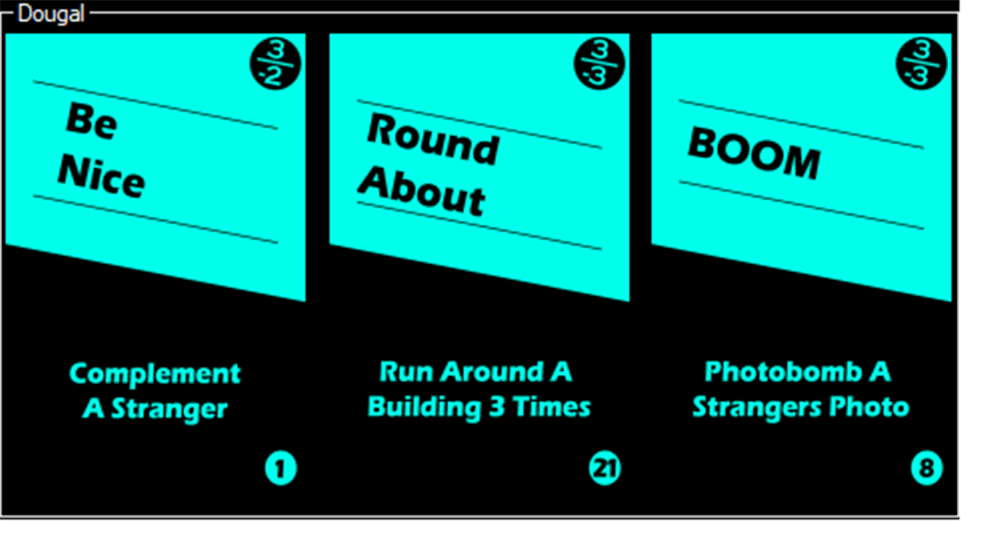 Dougal
3
-2
Be
Nice
Complement
A Stranger
1
3
-3
Round
About
Run Around A
Building 3 Times
21
3
-3
BOOM
Photobomb A
Strangers Photo
8